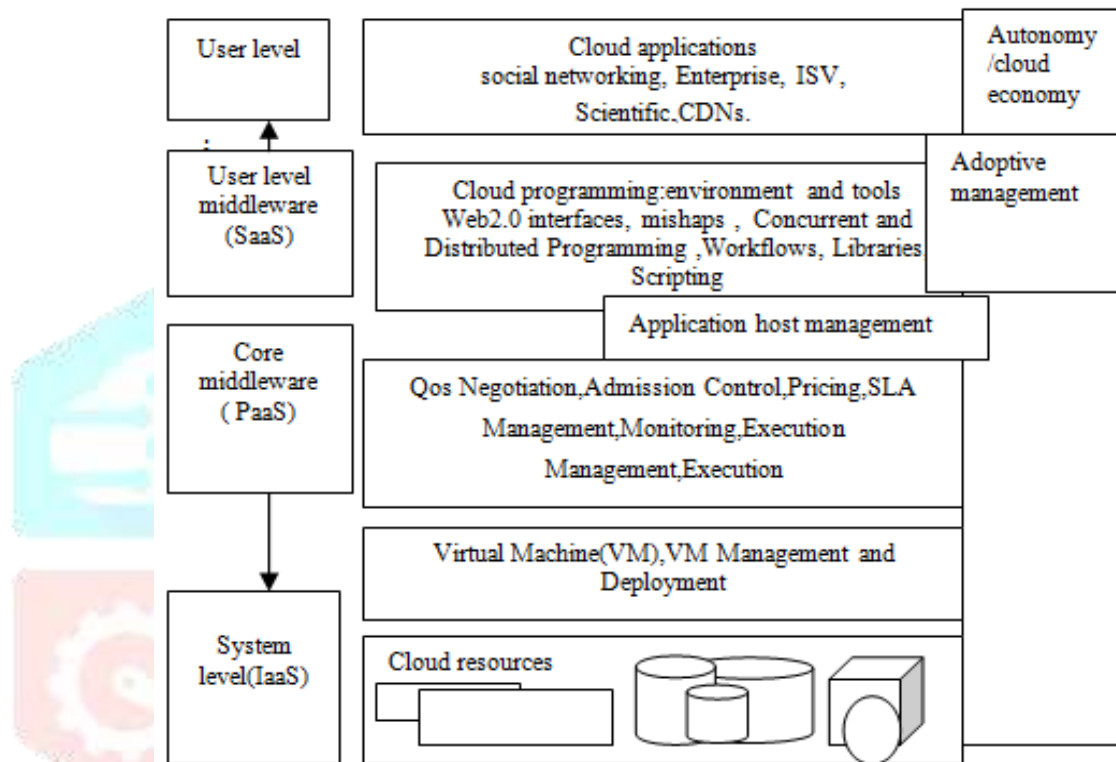 User level
Cloud applications
social networking, Enterprise, ISV,
Scientific,CDNs.
Autonomy
/cloud
economy
User level
middleware
(SaaS)
Cloud programming:environment and tools
Web2.0 interfaces, mishaps , Concurrent and
Distributed Programming ,Workflows, Libraries,
Scripting
Adoptive
management
Application host management
Core
middleware
( PaaS)
Qos Negotiation,Admission Control,Pricing,SLA
Management,Monitoring,Execution
Management,Execution
Virtual Machine(VM),VM Management and
Deployment
System
level(IaaS)
Cloud resources